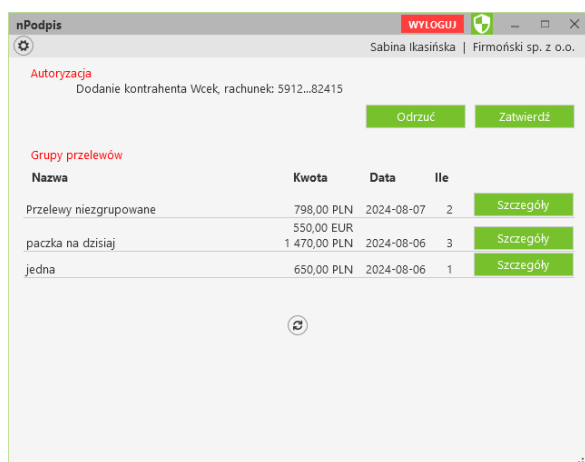 nPodpis WYLOGUJ
Sabina Ikasińska | Firmoński sp. z o.o.
Autoryzacja
Dodanie kontrahenta Wcek, rachunek: 5912...82415
Odrzuć Zatwierdź
Grupy przelewów
Nazwa Kwota Data Ile
Przelewy niezgrupowane 798,00 PLN 2024-08-07 2 Szczegóły
550,00 EUR
paczka na dzisiaj 1 470,00 PLN 2024-08-06 3 Szczegóły
jedna 650,00 PLN 2024-08-06 1 Szczegóły